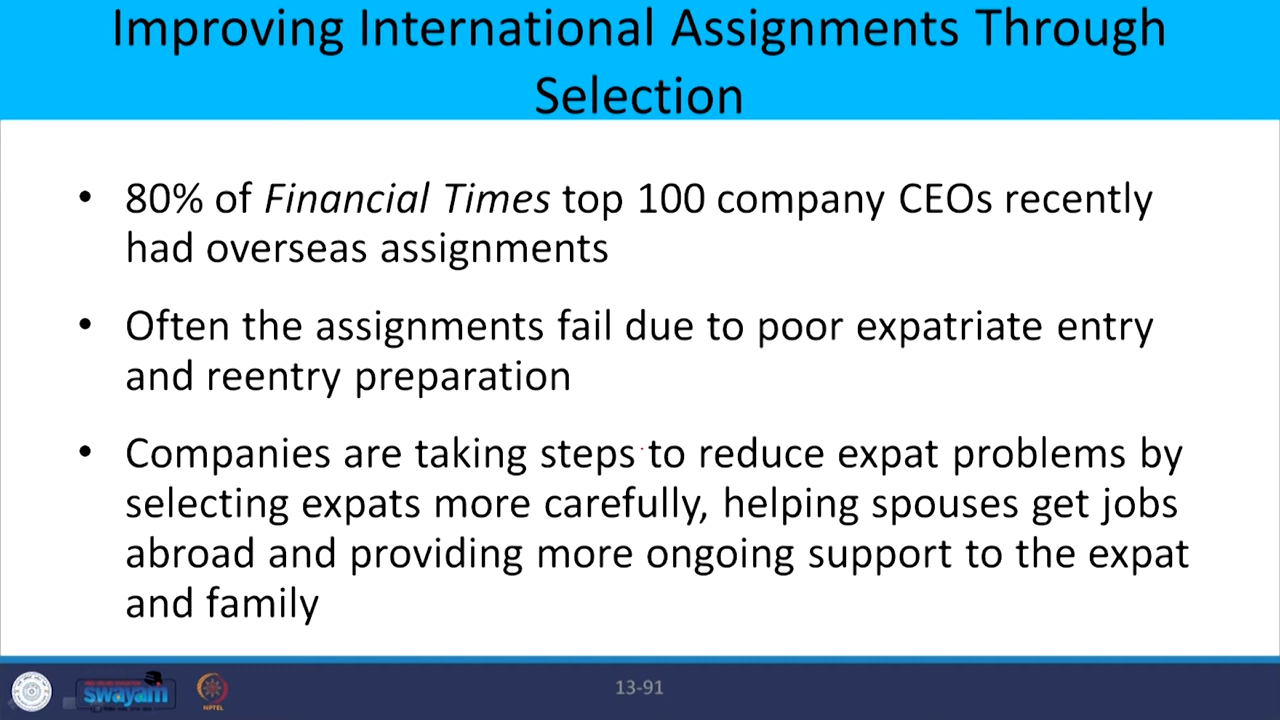 Improving International Assignments Through
Selection
• 80% of Financial Times top 100 company CEOs recently
had overseas assignments
• Often the assignments fail due to poor expatriate entry
and reentry preparation
• Companies are taking steps to reduce expat problems by
selecting expats more carefully, helping spouses get jobs
abroad and providing more ongoing support to the expat
and family
swayam
NPTEL
13-91